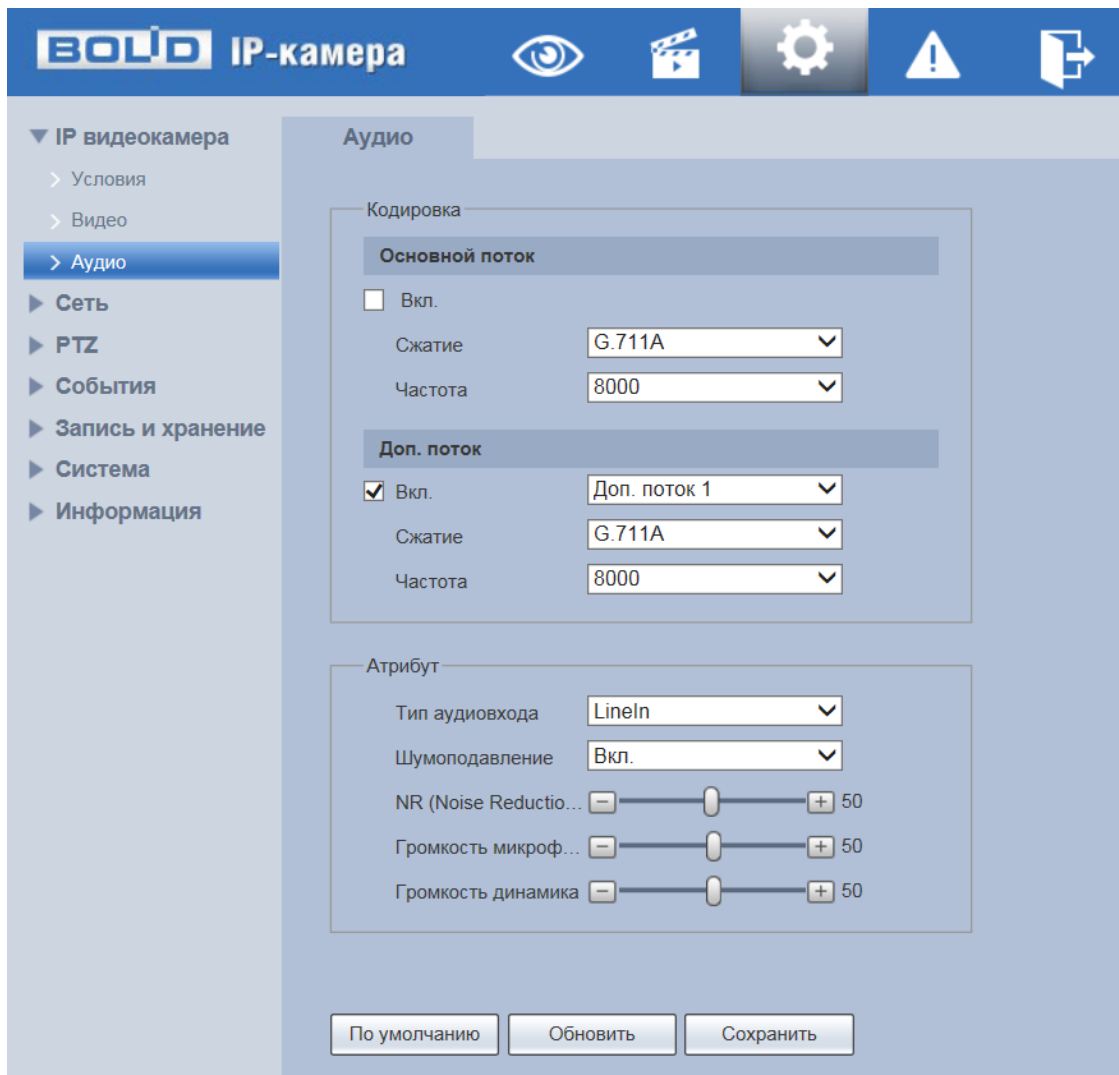 BOLID IP-камера
IP видеокамера
Условия
Видео
Аудио
Сеть
PTZ
События
Запись и хранение
Система
Информация
Аудио
Кодировка
Основной поток
Вкл.
Сжатие G.711A
Частота 8000
Доп. поток
Вкл. Доп. поток 1
Сжатие G.711A
Частота 8000
Атрибут
Тип аудиовхода LineIn
Шумоподавление Вкл.
NR (Noise Reductio... 50
Громкость микроф... 50
Громкость динамика 50
По умолчанию Обновить Сохранить